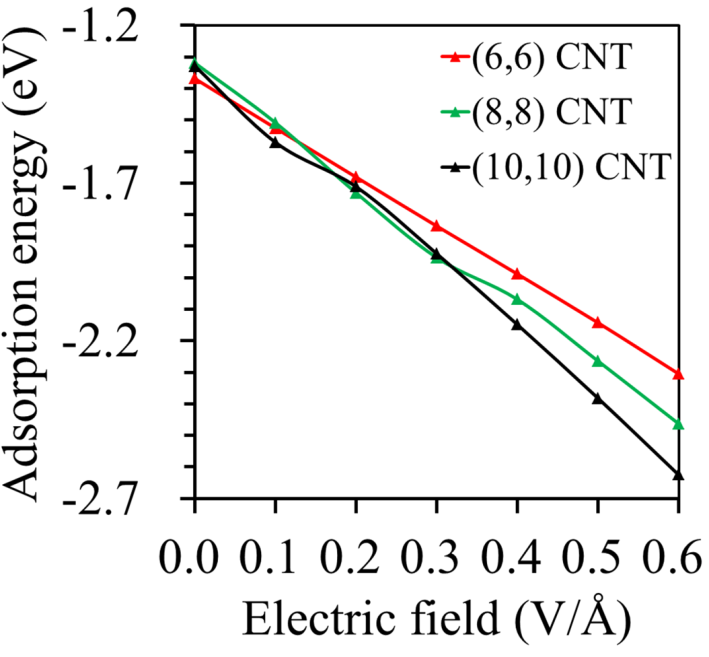 Adsorption energy (eV)
-1.2
-1.7
-2.2
-2.7
(6,6) CNT
(8,8) CNT
(10,10) CNT
0.0 0.1 0.2 0.3 0.4 0.5 0.6
Electric field (V/Å)